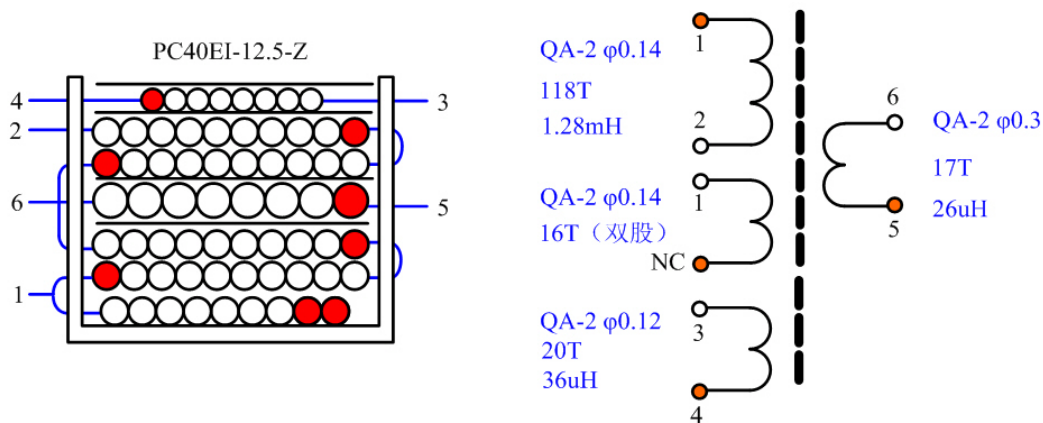 PC40EI-12.5-Z
4
3
2
6
5
1
QA-2 φ0.14
1
118T
1.28mH
2
QA-2 φ0.14
1
16T（双股）
NC
QA-2 φ0.12
3
20T
36uH
4
6
QA-2 φ0.3
17T
26uH
5